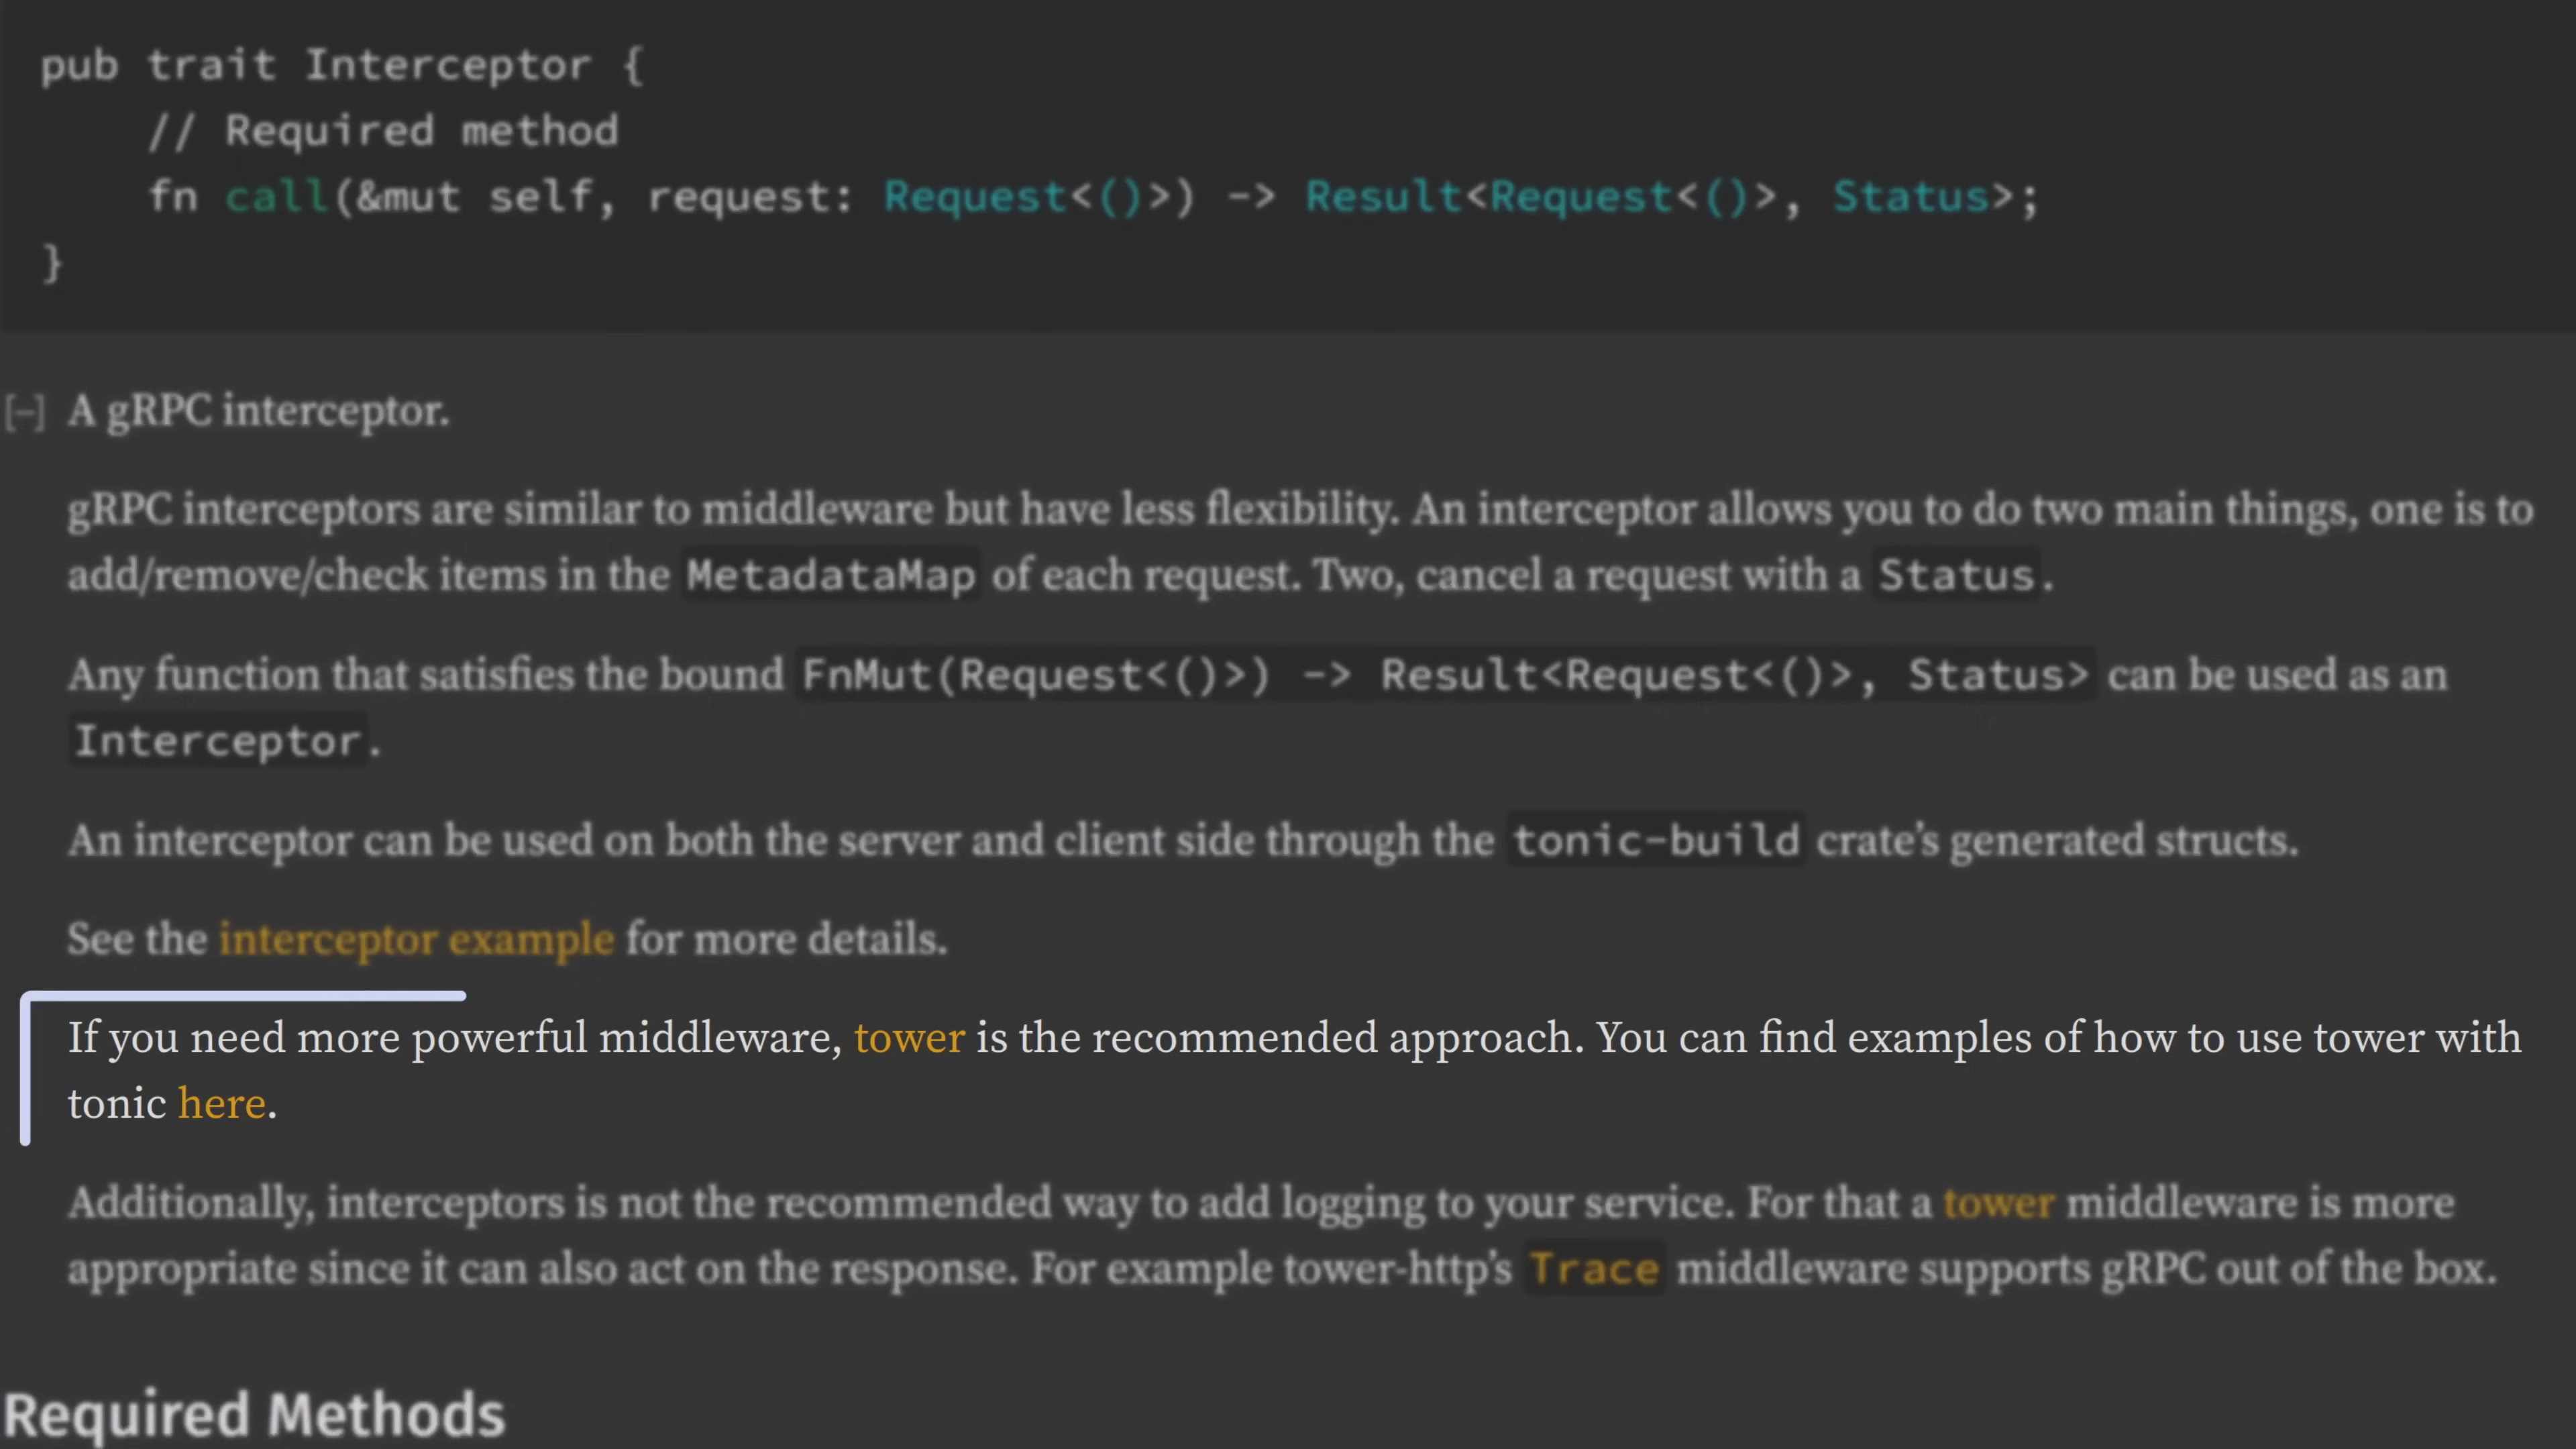 pub trait Interceptor {
// Required method
fn call(&mut self, request: Request<()>) -> Result<Request<()>, Status>;
}
[−] A gRPC interceptor.
gRPC interceptors are similar to middleware but have less flexibility. An interceptor allows you to do two main things, one is to
add/remove/check items in the MetadataMap of each request. Two, cancel a request with a Status.
Any function that satisfies the bound FnMut(Request<()>) -> Result<Request<()>, Status> can be used as an
Interceptor.
An interceptor can be used on both the server and client side through the tonic-build crate’s generated structs.
See the interceptor example for more details.
If you need more powerful middleware, tower is the recommended approach. You can find examples of how to use tower with
tonic here.
Additionally, interceptors is not the recommended way to add logging to your service. For that a tower middleware is more
appropriate since it can also act on the response. For example tower-http’s Trace middleware supports gRPC out of the box.
Required Methods